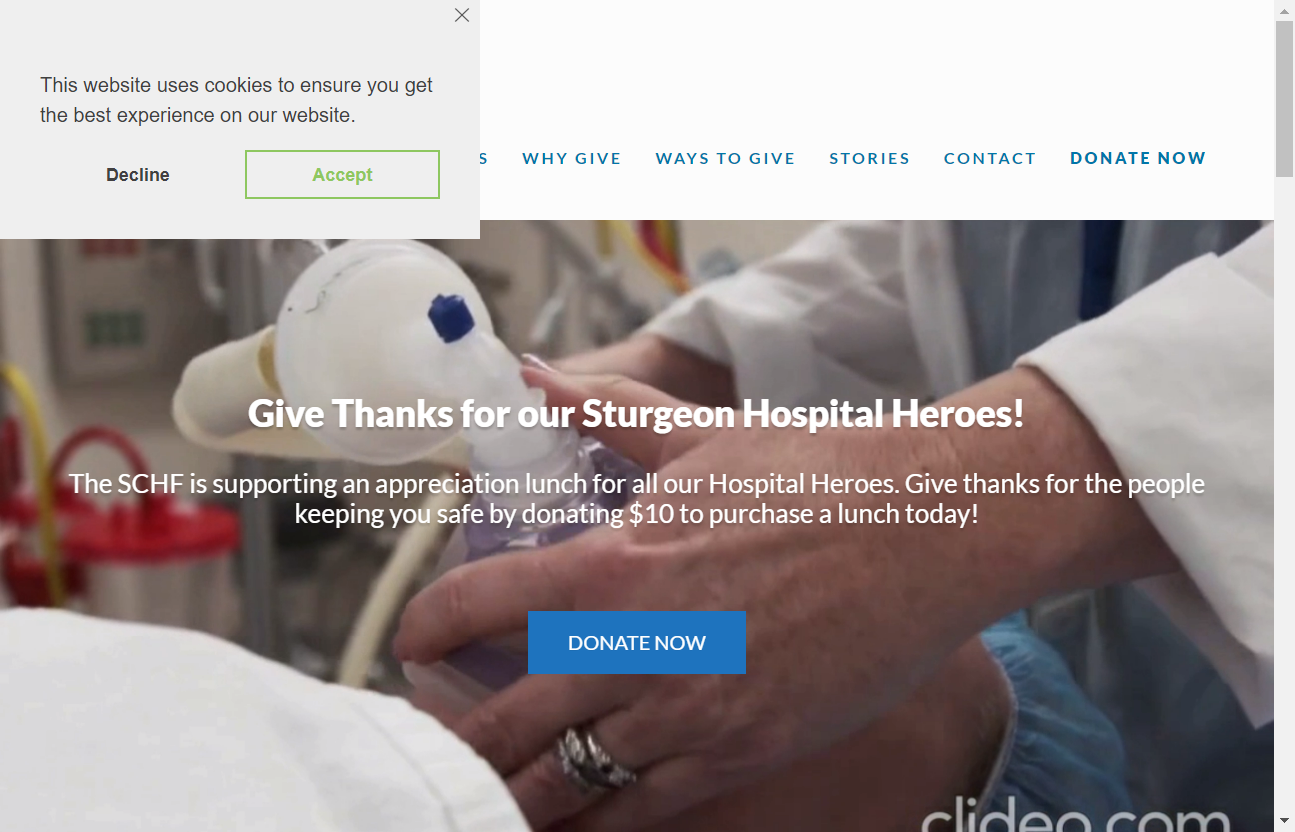 This website uses cookies to ensure you get
the best experience on our website.
Decline
Accept
S
WHY GIVE
WAYS TO GIVE
STORIES
CONTACT
DONATE NOW
Give Thanks for our Sturgeon Hospital Heroes!
The SCHF is supporting an appreciation lunch for all our Hospital Heroes. Give thanks for the people
keeping you safe by donating $10 to purchase a lunch today!
DONATE NOW
clideo.com